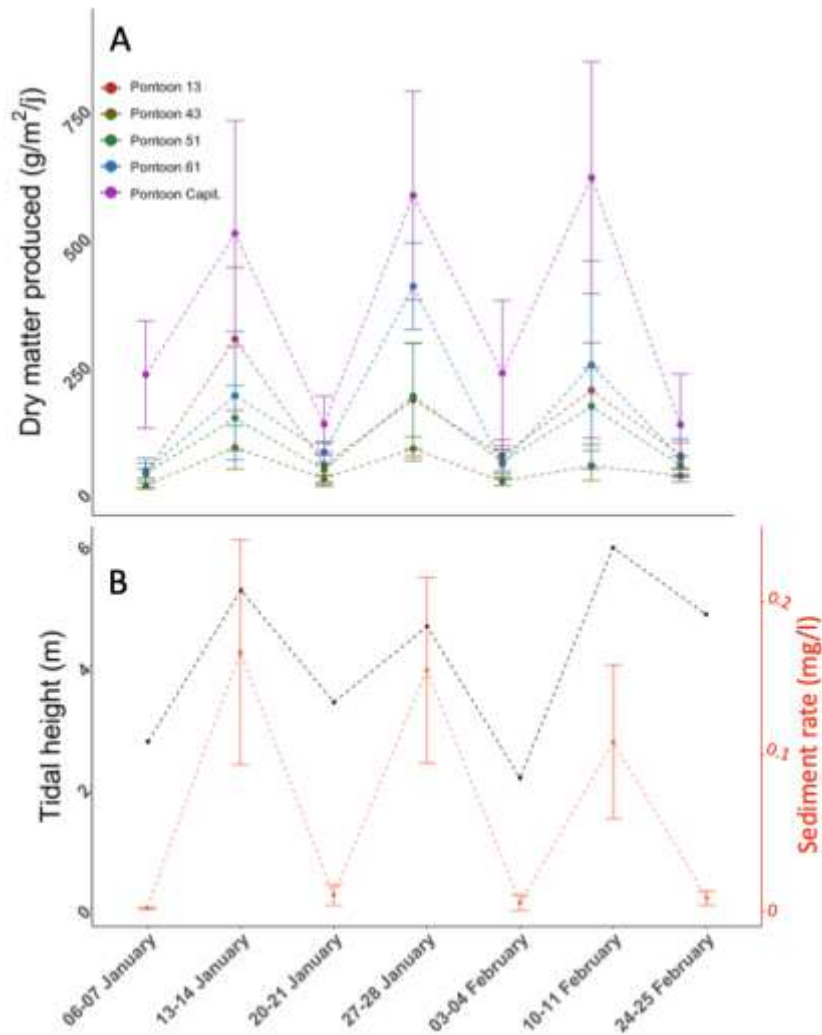 A
Dry matter produced (g/m²/j)
750
500
250
0
Pontoon 13
Pontoon 43
Pontoon 51
Pontoon 61
Pontoon Capit.
B
Tidal height (m)
6
4
2
0
0.2
0.1
0
Sediment rate (mg/l)
06-07 January
13-14 January
20-21 January
27-28 January
03-04 February
10-11 February
24-25 February